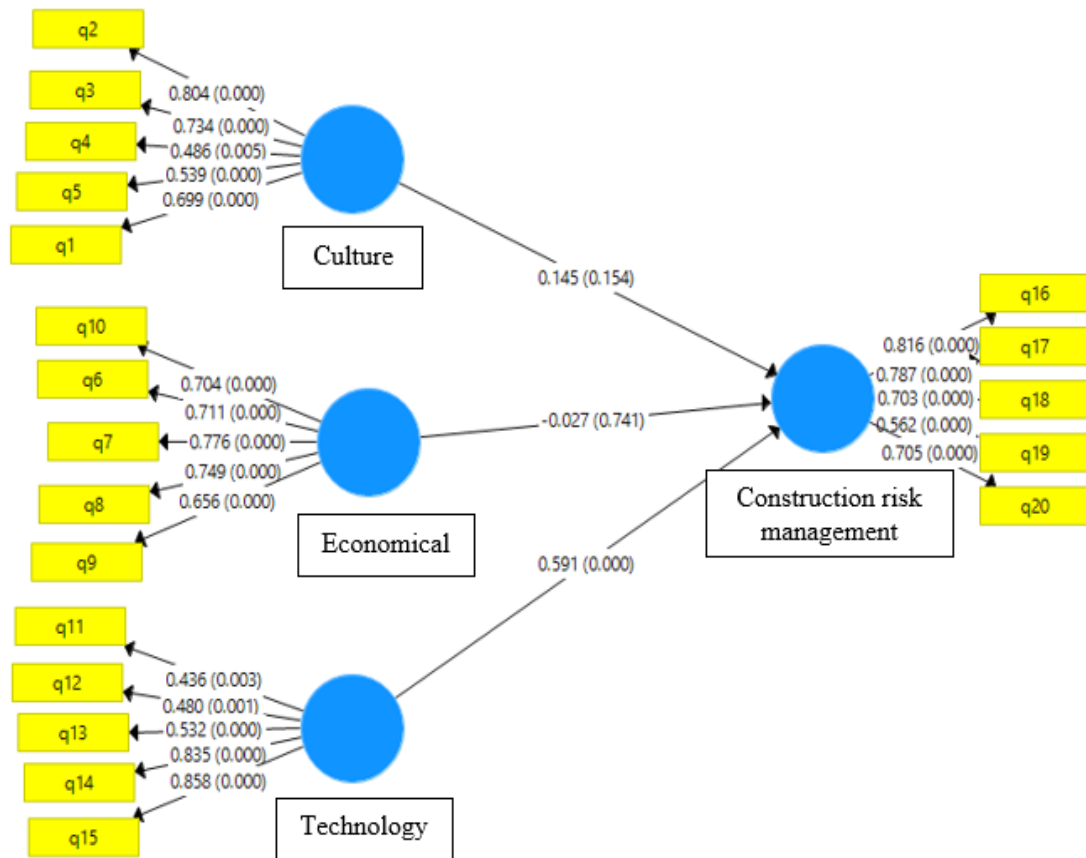 q2
q3
q4
q5
q1
0.804 (0.000)
0.734 (0.000)
0.486 (0.005)
0.539 (0.000)
0.699 (0.000)
Culture
0.145 (0.154)
q10
q6
q7
q8
q9
0.704 (0.000)
0.711 (0.000)
0.776 (0.000)
0.749 (0.000)
0.656 (0.000)
Economical
-0.027 (0.741)
q11
q12
q13
q14
q15
0.436 (0.003)
0.480 (0.001)
0.532 (0.000)
0.835 (0.000)
0.858 (0.000)
Technology
0.591 (0.000)
Construction risk
management
0.816 (0.000)
0.787 (0.000)
0.703 (0.000)
0.562 (0.000)
0.705 (0.000)
q16
q17
q18
q19
q20